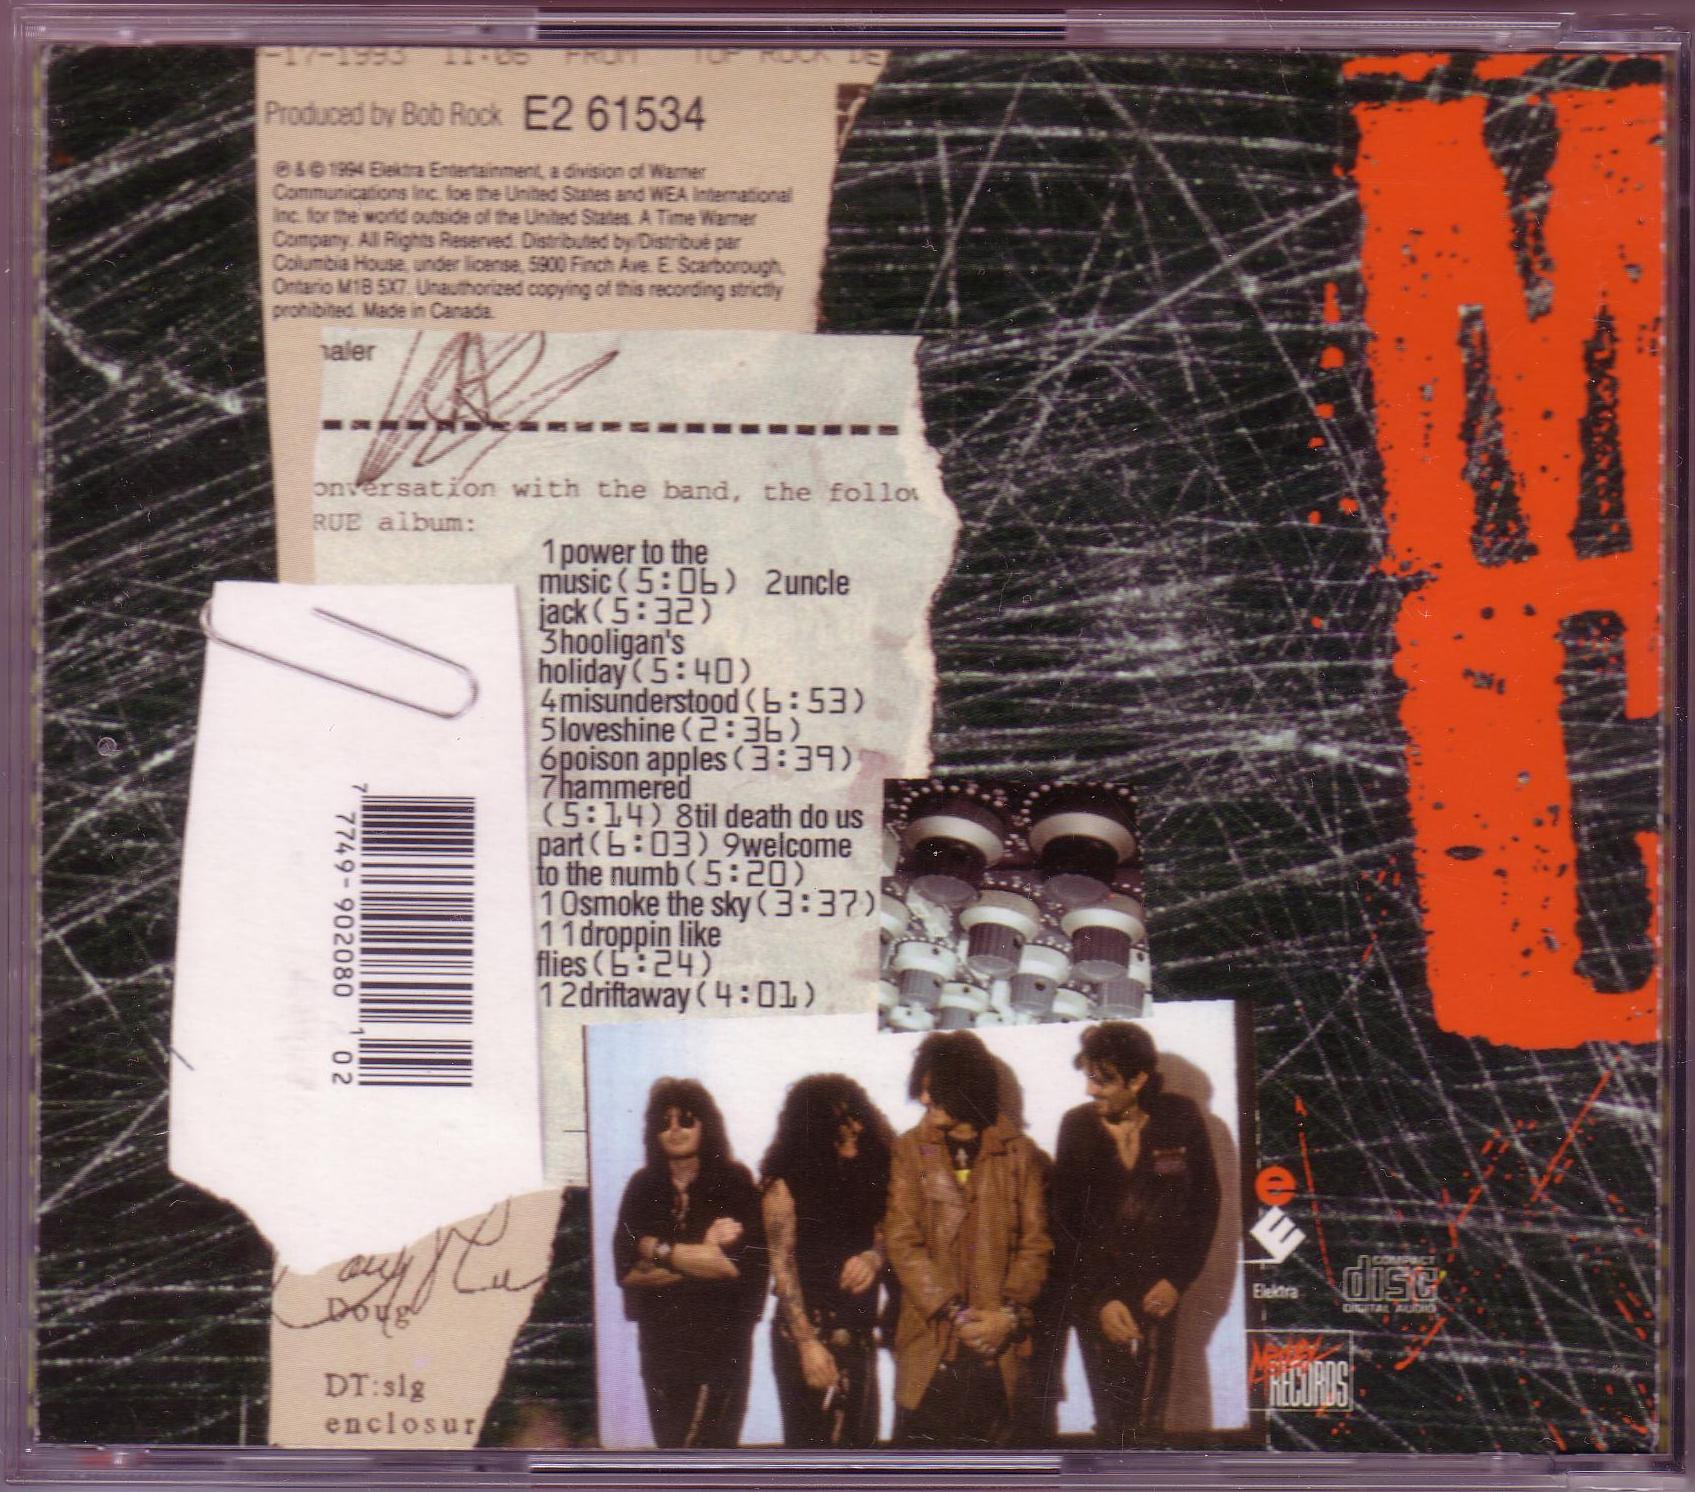 -17-1993 11:06 FROM TOP ROCK DE
Produced by Bob Rock E2 61534
℗ & © 1994 Elektra Entertainment, a division of Warner
Communications Inc. foe the United States and WEA International
Inc. for the world outside of the United States. A Time Warner
Company. All Rights Reserved. Distributed by/Distribué par
Columbia House, under license, 5900 Finch Ave. E. Scarborough,
Ontario M1B 5X7. Unauthorized copying of this recording strictly
prohibited. Made in Canada.
haler
onversation with the band, the follow
RUE album:
1power to the
music(5:06) 2uncle
jack(5:32)
3hooligan's
holiday(5:40)
4misunderstood(6:53)
5loveshine(2:36)
6poison apples(3:39)
7hammered
(5:14) 8til death do us
part(6:03) 9welcome
to the numb(5:20)
10smoke the sky(3:37)
11droppin like
flies(6:24)
12driftaway(4:01)
7 7749-902080 1 02
Doug
DT:slg
enclosur
e
E
Elektra
COMPACT
disc
DIGITAL AUDIO
Mötley
RECORDS